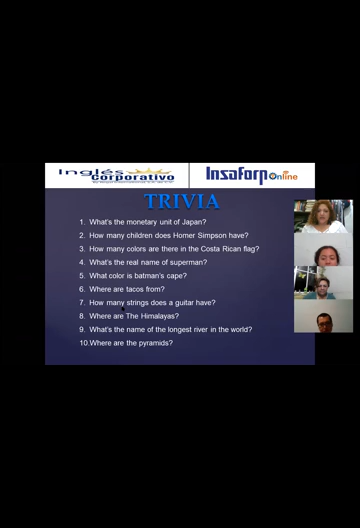 Inglés
Corporativo
Insaforp Online
TRIVIA
1. What's the monetary unit of Japan?
2. How many children does Homer Simpson have?
3. How many colors are there in the Costa Rican flag?
4. What's the real name of superman?
5. What color is batman's cape?
6. Where are tacos from?
7. How many strings does a guitar have?
8. Where are The Himalayas?
9. What's the name of the longest river in the world?
10.Where are the pyramids?